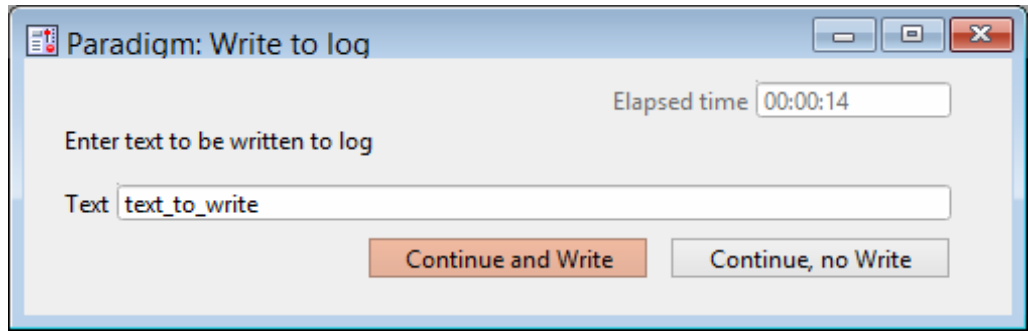 Paradigm: Write to log
Elapsed time 00:00:14
Enter text to be written to log
Text text_to_write
Continue and Write Continue, no Write